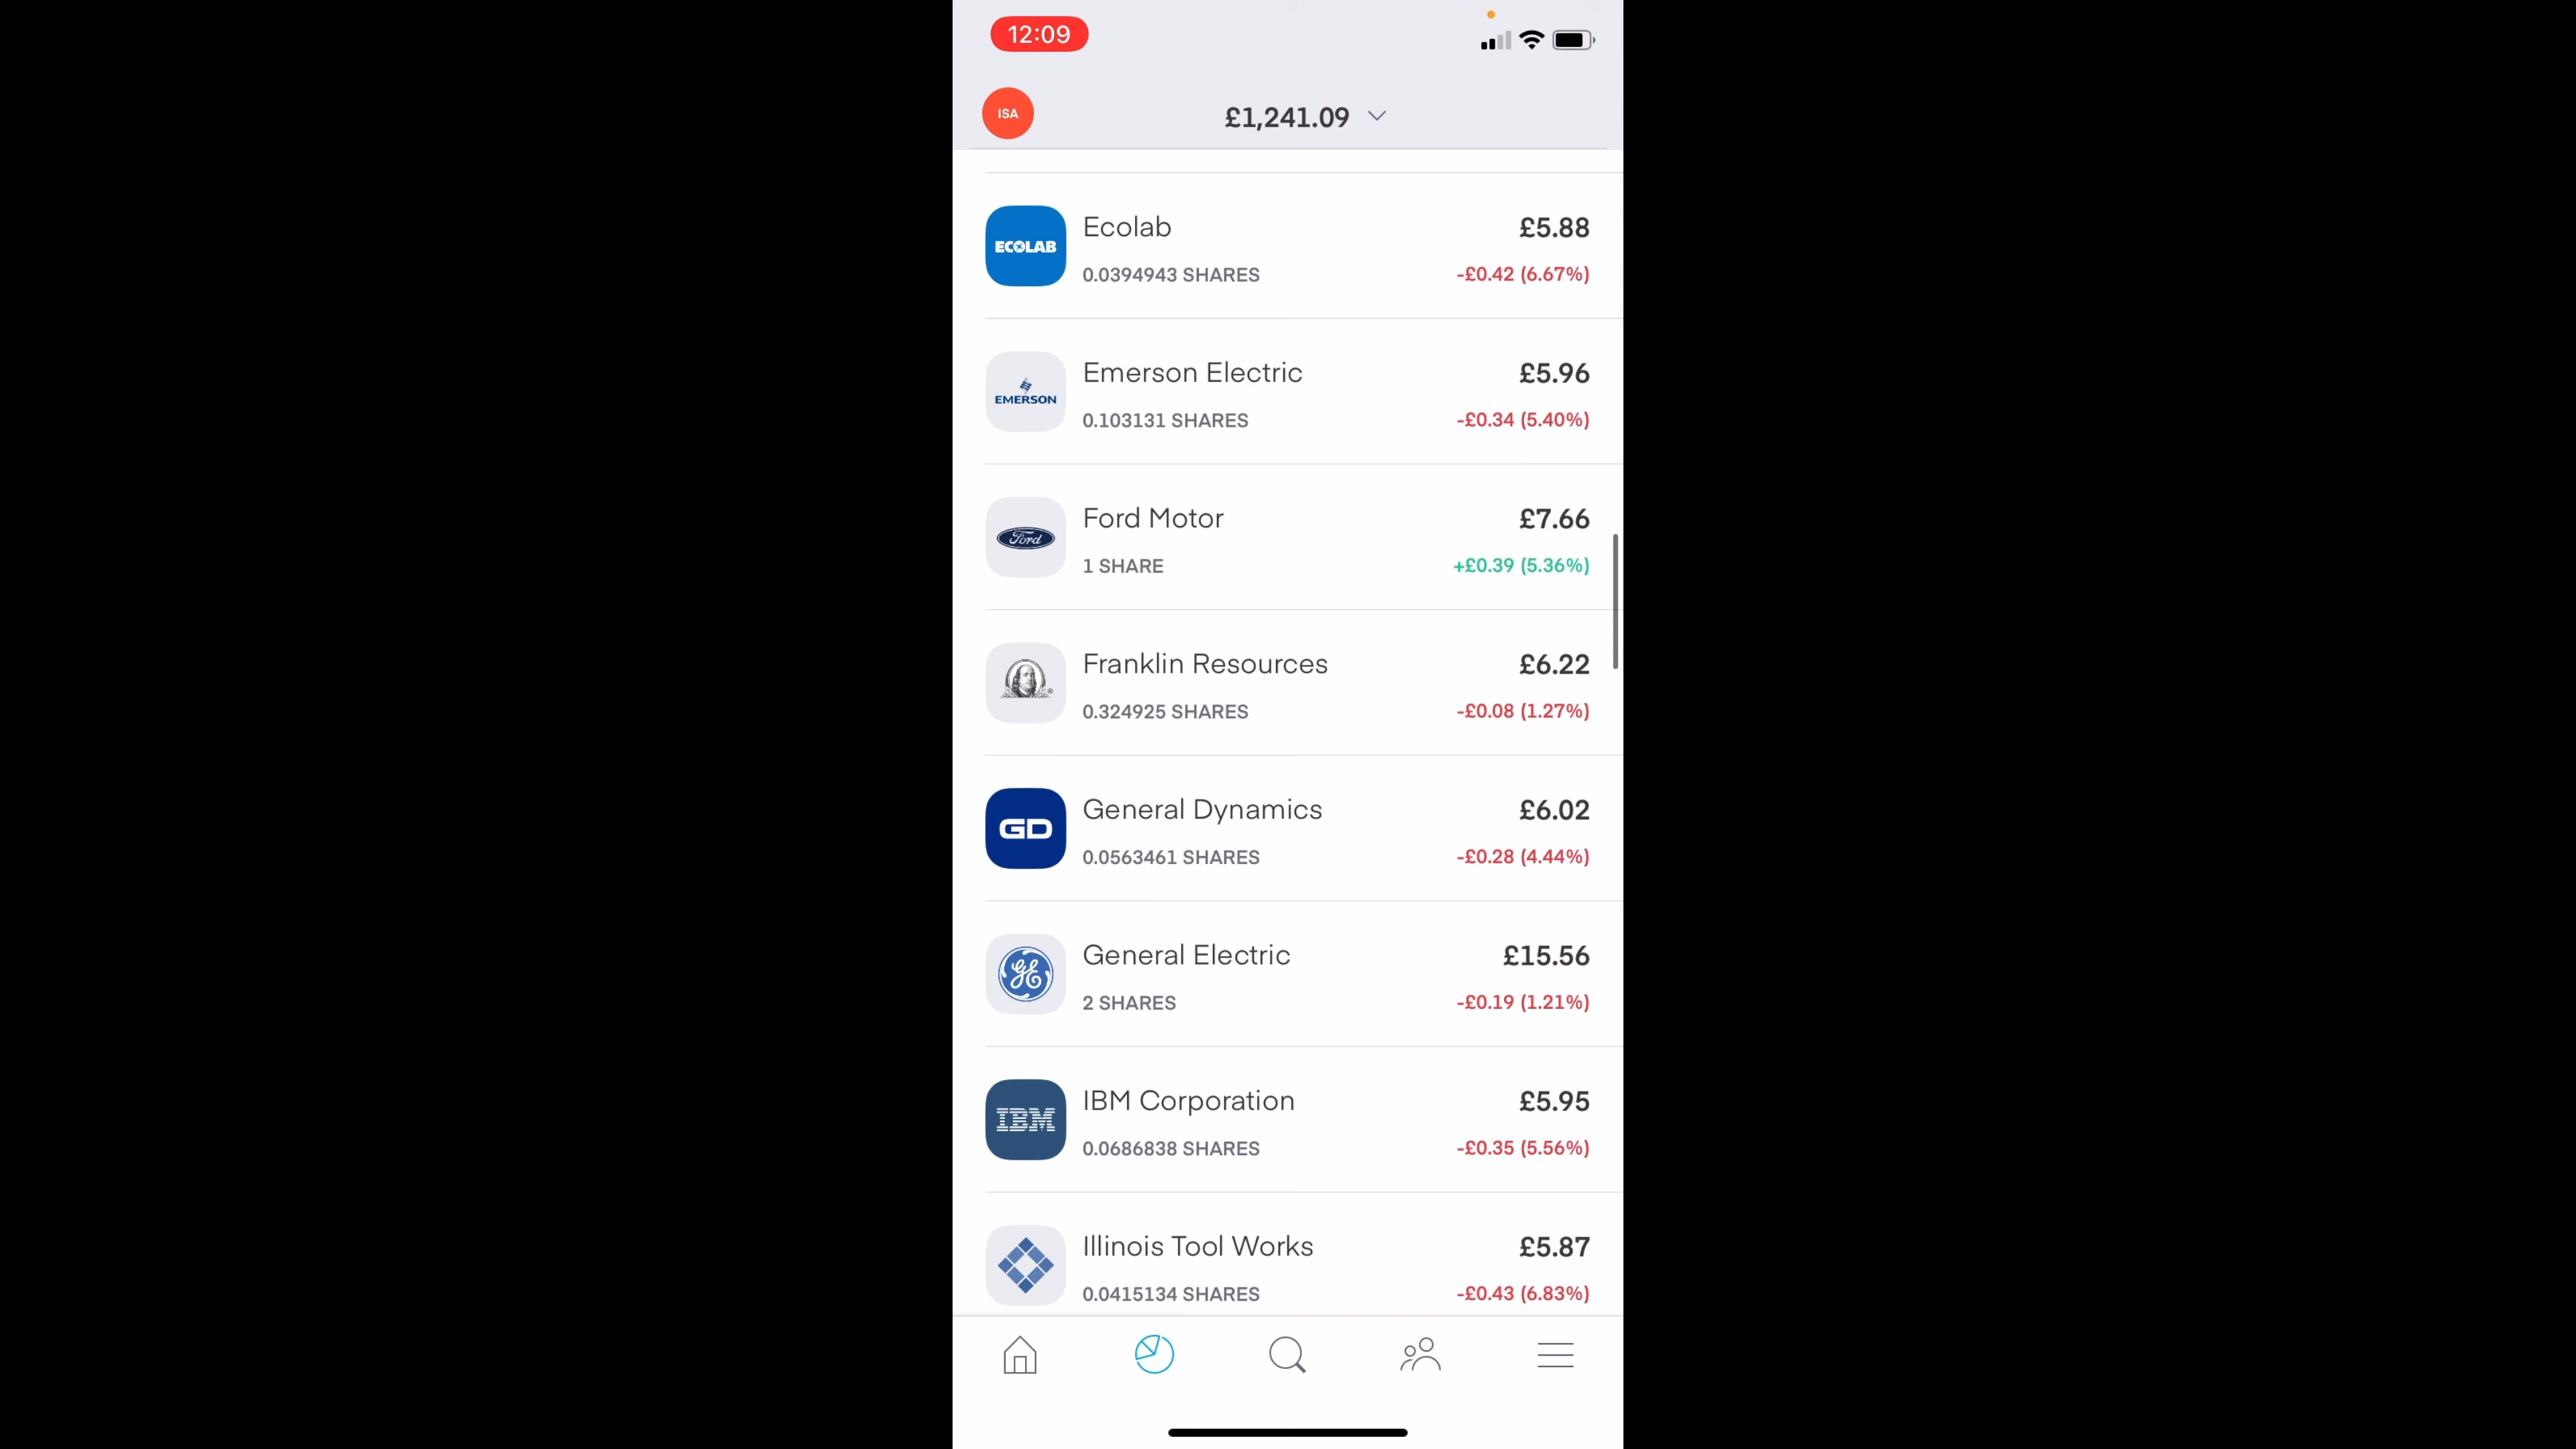 12:09
ISA
£1,241.09
ECOLAB
Ecolab
£5.88
0.0394943 SHARES
-£0.42 (6.67%)
EMERSON
Emerson Electric
£5.96
0.103131 SHARES
-£0.34 (5.40%)
Ford
Ford Motor
£7.66
1 SHARE
+£0.39 (5.36%)
Franklin Resources
£6.22
0.324925 SHARES
-£0.08 (1.27%)
GD
General Dynamics
£6.02
0.0563461 SHARES
-£0.28 (4.44%)
GE
General Electric
£15.56
2 SHARES
-£0.19 (1.21%)
IBM
IBM Corporation
£5.95
0.0686838 SHARES
-£0.35 (5.56%)
Illinois Tool Works
£5.87
0.0415134 SHARES
-£0.43 (6.83%)